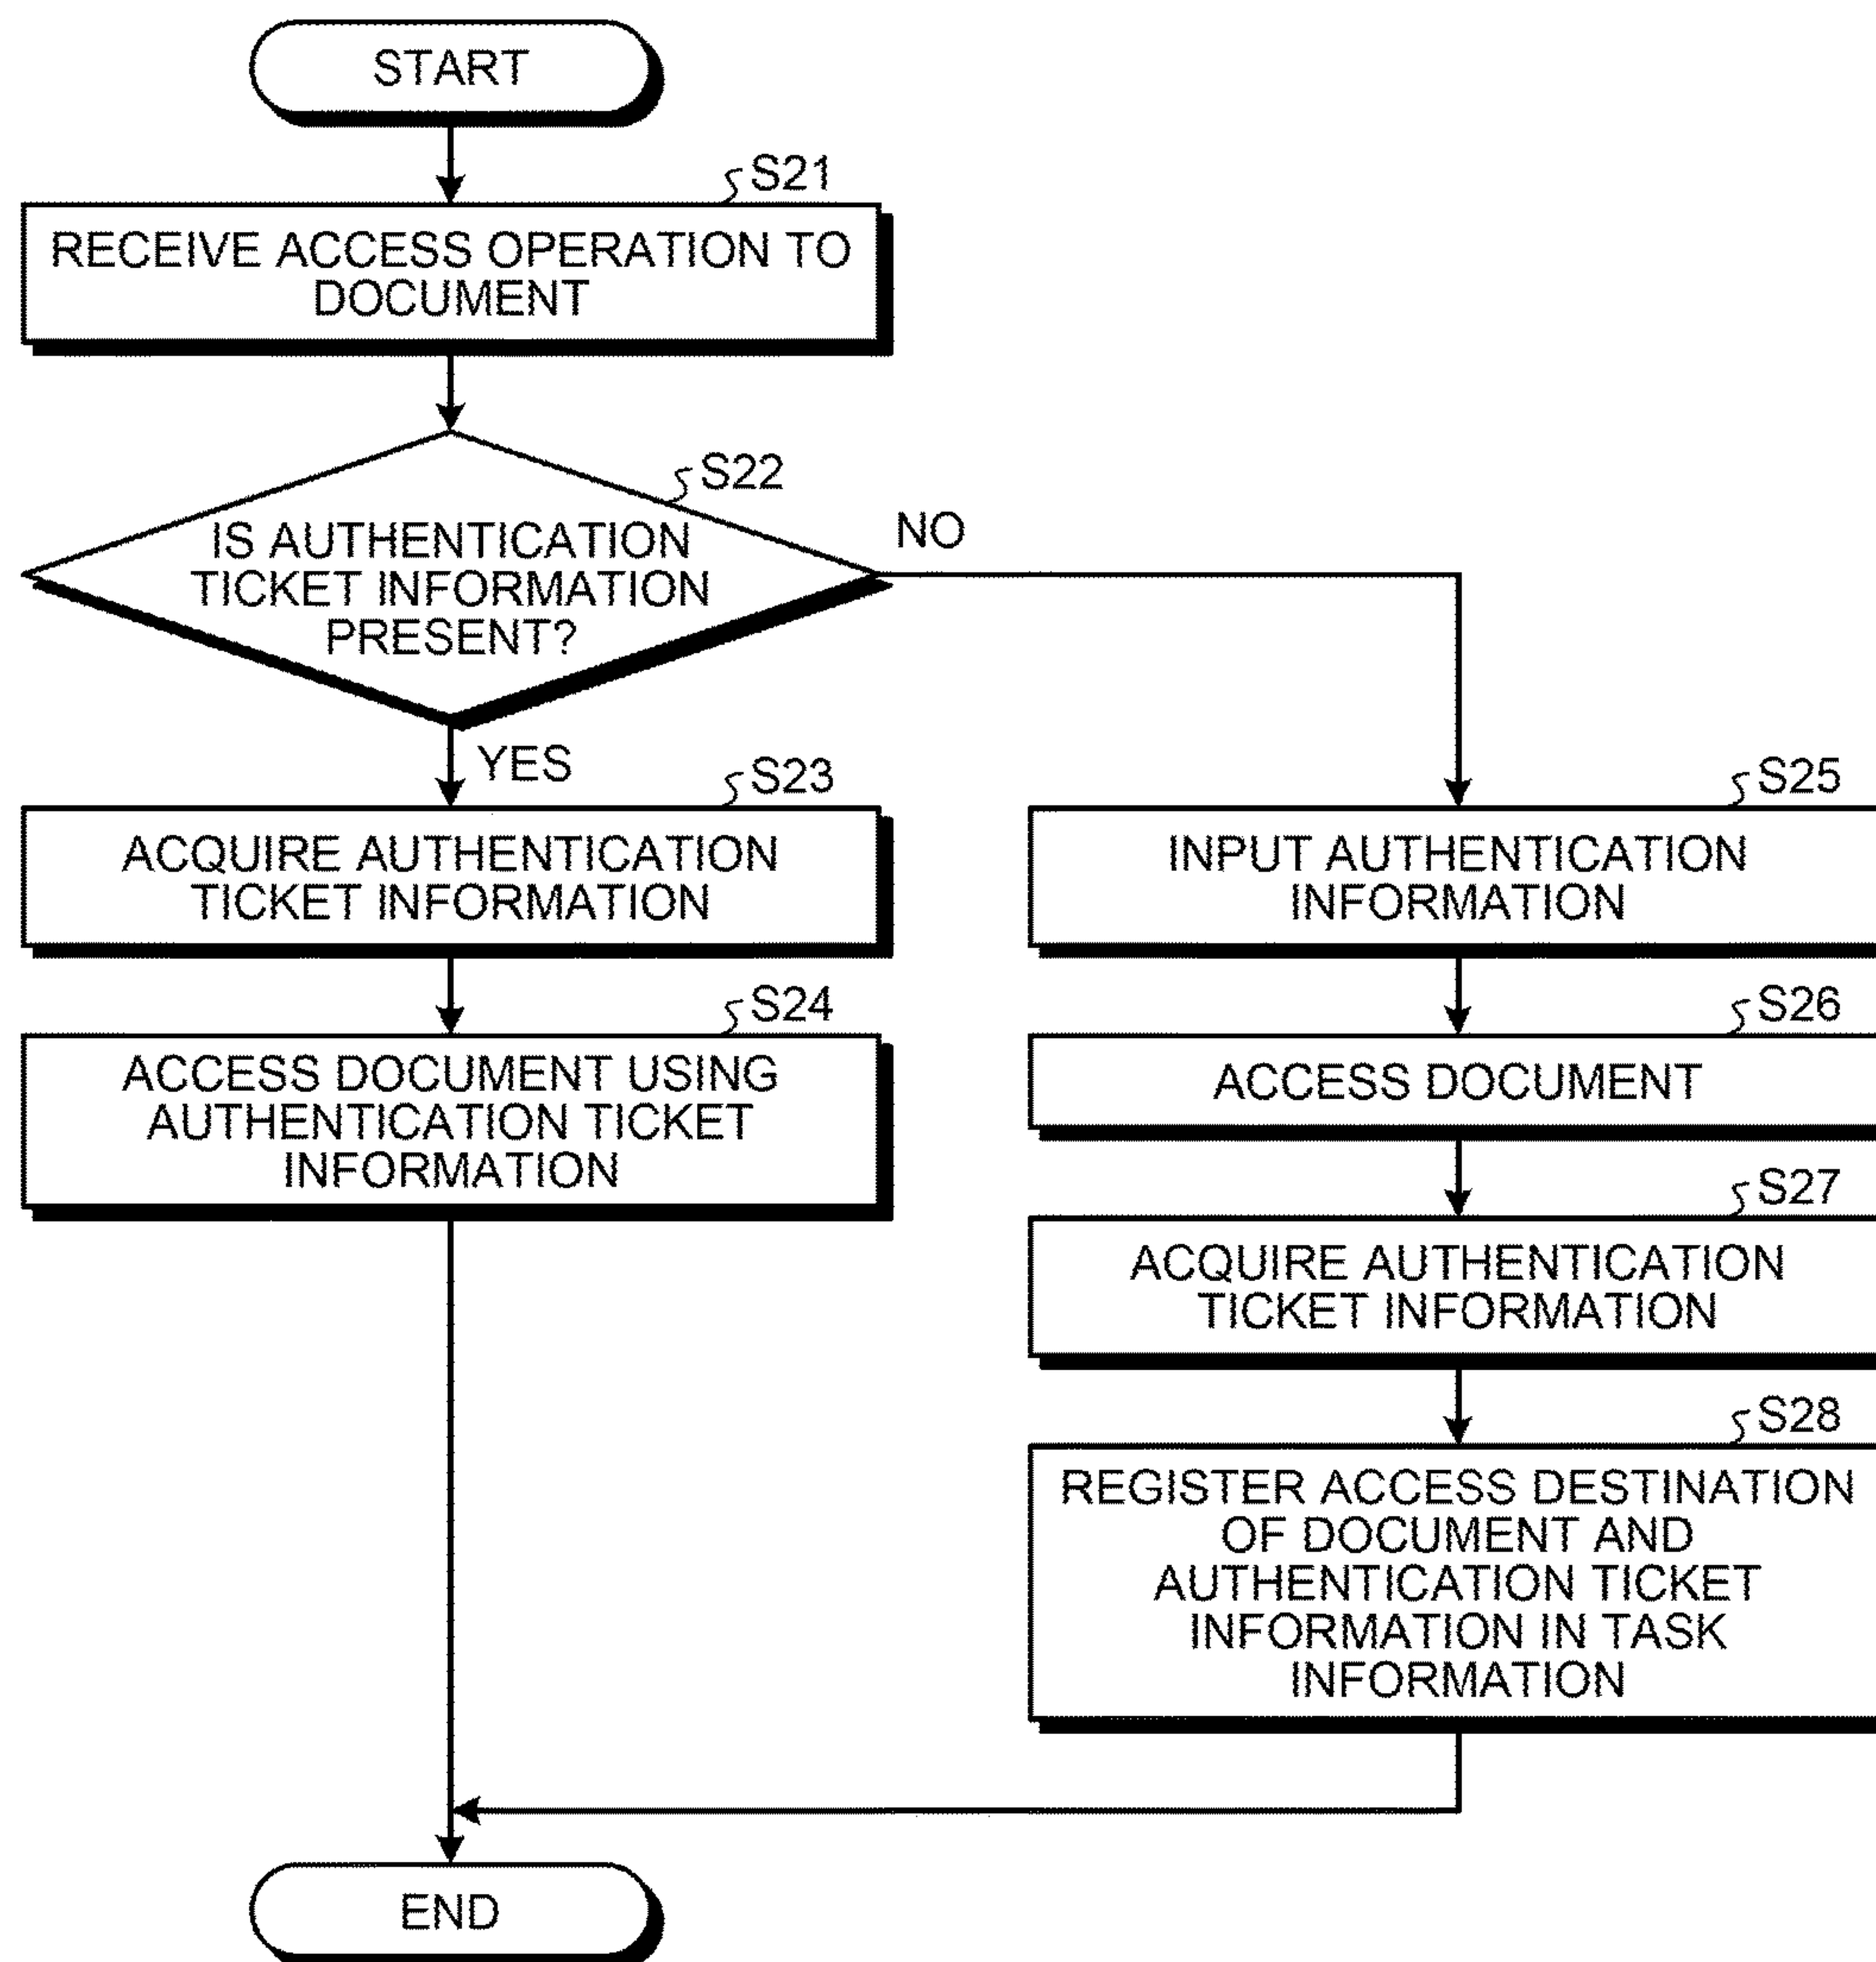 START
S21
RECEIVE ACCESS OPERATION TO
DOCUMENT
S22
IS AUTHENTICATION
TICKET INFORMATION
PRESENT?
NO
YES
S23
ACQUIRE AUTHENTICATION
TICKET INFORMATION
S24
ACCESS DOCUMENT USING
AUTHENTICATION TICKET
INFORMATION
S25
INPUT AUTHENTICATION
INFORMATION
S26
ACCESS DOCUMENT
S27
ACQUIRE AUTHENTICATION
TICKET INFORMATION
S28
REGISTER ACCESS DESTINATION
OF DOCUMENT AND
AUTHENTICATION TICKET
INFORMATION IN TASK
INFORMATION
END